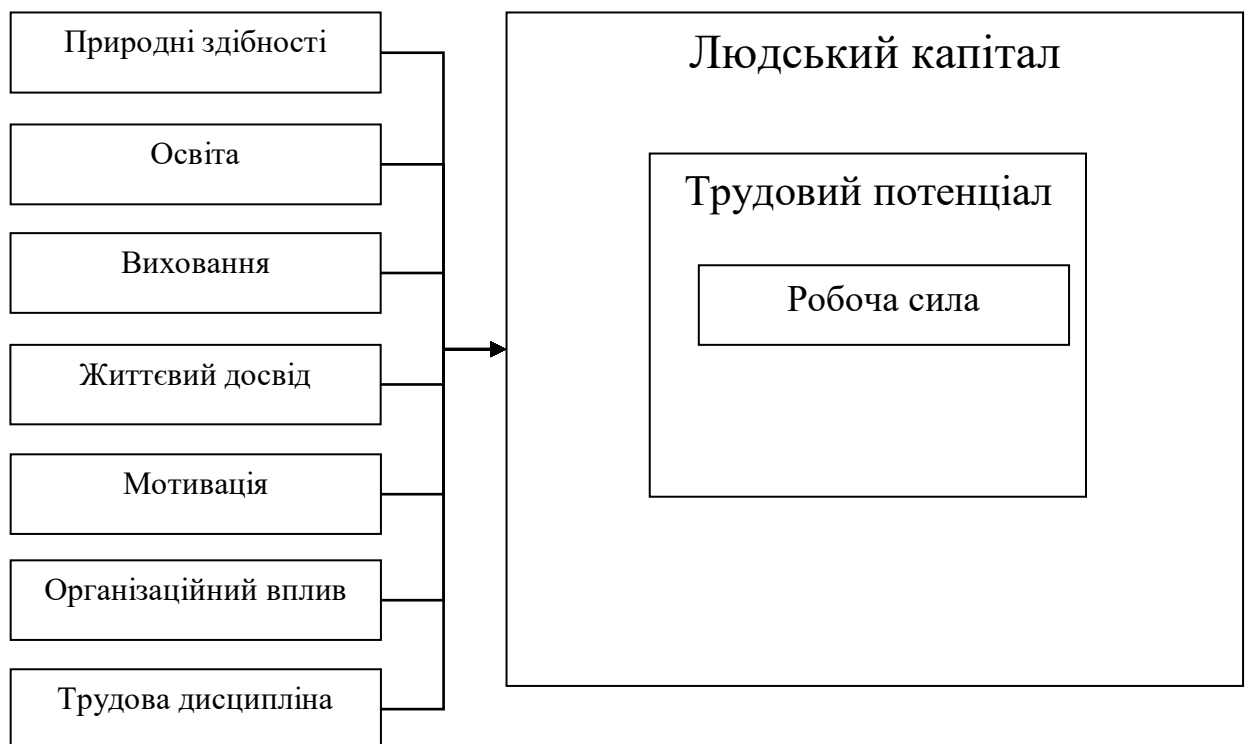 Природні здібності
Освіта
Виховання
Життєвий досвід
Мотивація
Організаційний вплив
Трудова дисципліна
Людський капітал
Трудовий потенціал
Робоча сила